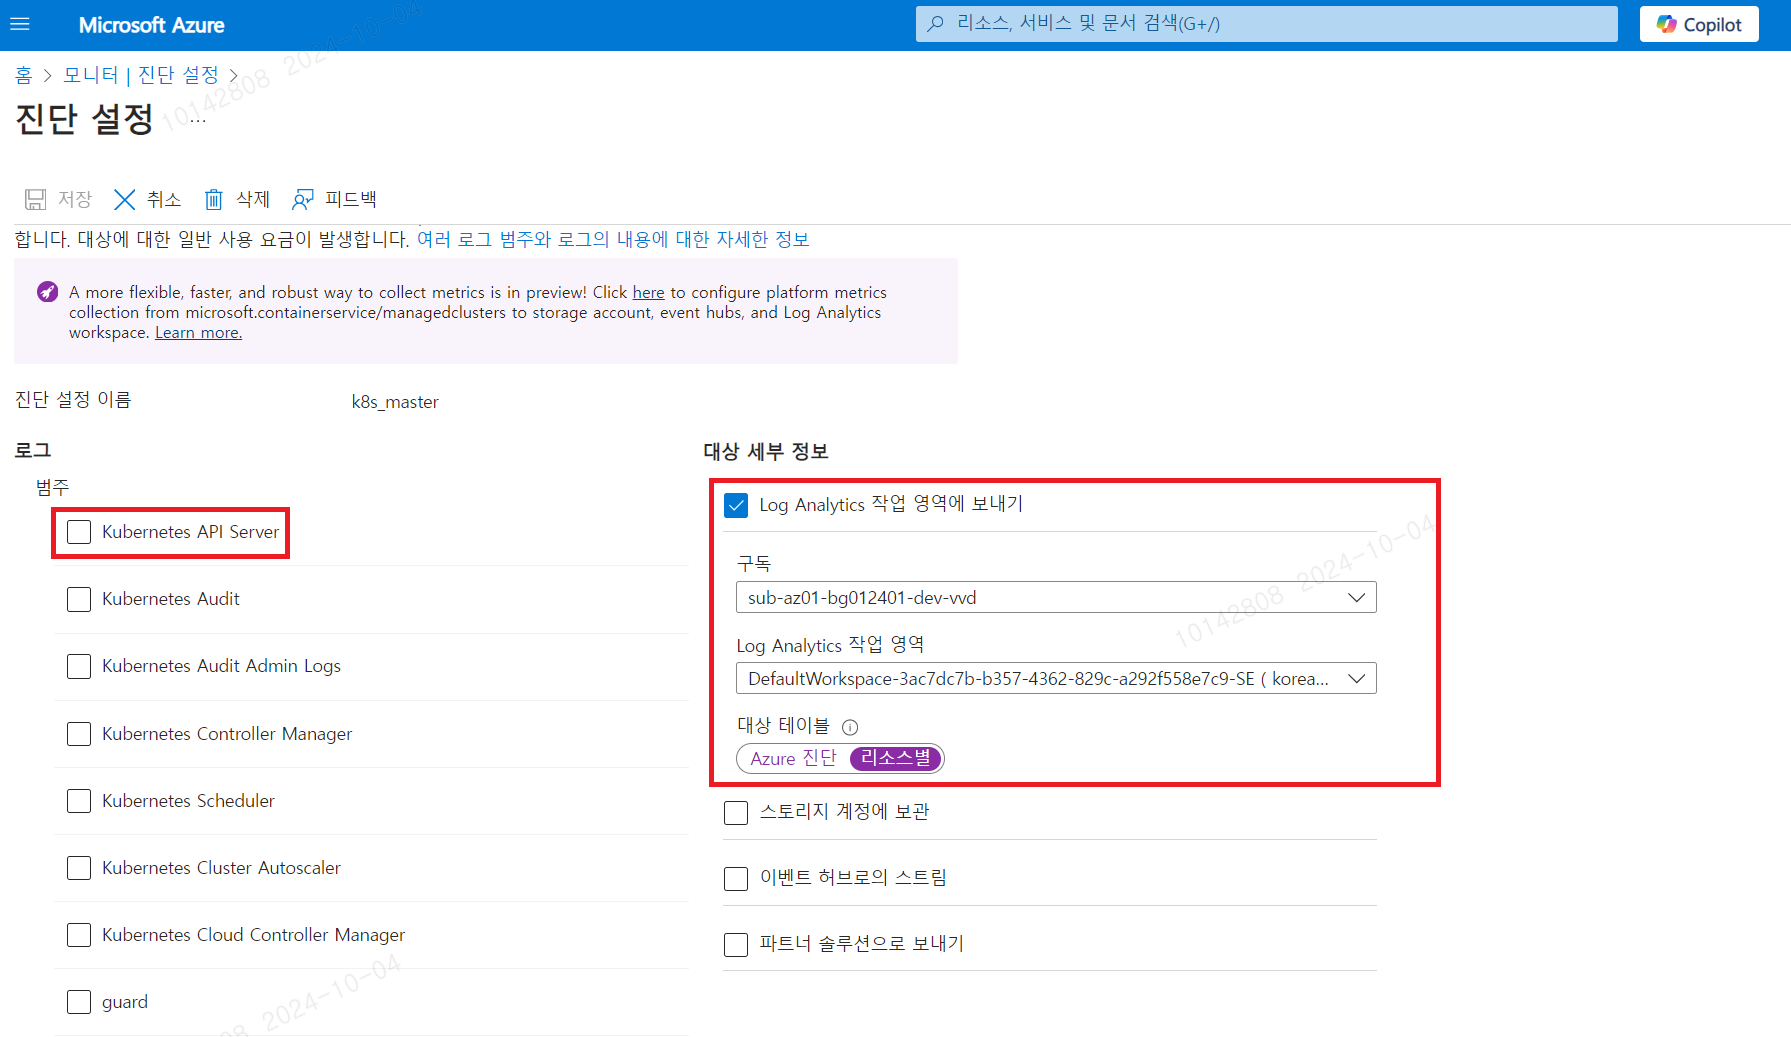 Microsoft Azure
리소스, 서비스 및 문서 검색(G+/)
Copilot
홈 > 모니터 | 진단 설정 >
진단 설정 ...
10142808 2024-10-04
저장 취소 삭제 피드백
합니다. 대상에 대한 일반 사용 요금이 발생합니다. 여러 로그 범주와 로그의 내용에 대한 자세한 정보
A more flexible, faster, and robust way to collect metrics is in preview! Click here to configure platform metrics
collection from microsoft.containerservice/managedclusters to storage account, event hubs, and Log Analytics
workspace. Learn more.
진단 설정 이름 k8s_master
로그
범주
Kubernetes API Server
Kubernetes Audit
Kubernetes Audit Admin Logs
Kubernetes Controller Manager
Kubernetes Scheduler
Kubernetes Cluster Autoscaler
Kubernetes Cloud Controller Manager
guard
08 2024-10-04
대상 세부 정보
Log Analytics 작업 영역에 보내기
구독
sub-az01-bg012401-dev-vvd
10142808 2024-10-04
Log Analytics 작업 영역
DefaultWorkspace-3ac7dc7b-b357-4362-829c-a292f558e7c9-SE ( korea...
대상 테이블
Azure 진단 리소스별
스토리지 계정에 보관
이벤트 허브로의 스트림
파트너 솔루션으로 보내기